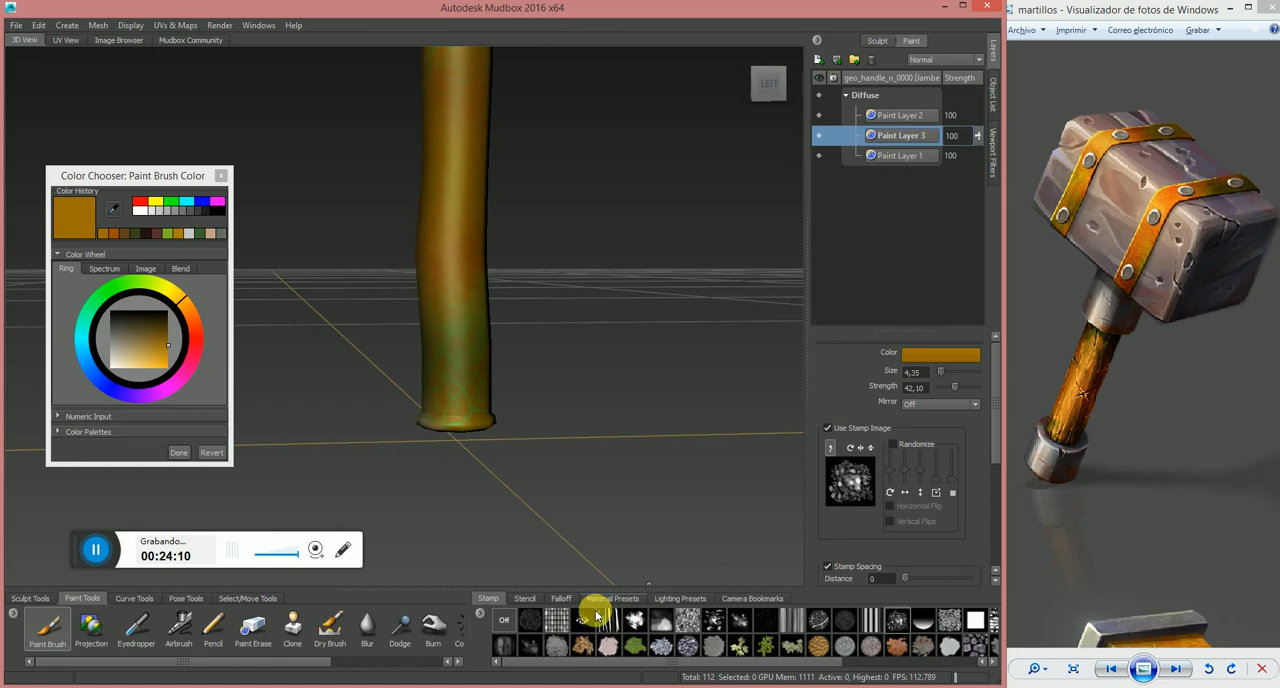 Autodesk Mudbox 2016 x64
File Edit Create Mesh Display UVs & Maps Render Windows Help
3D View UV View Image Browser Mudbox Community
LEFT
Color Chooser: Paint Brush Color
Color History
Color Wheel
Ring Spectrum Image Blend
Numeric Input
Color Palettes
Done Revert
Grabando...
00:24:10
Sculpt Paint
Normal
geo_handle_n_0000 [lambe Strength
Diffuse
Paint Layer 2 100
Paint Layer 3 100
Paint Layer 1 100
Layers
Object List
Viewport Filters
Color
Size 4,35
Strength 42,10
Mirror Off
Use Stamp Image
Randomize
Horizontal Flip
Vertical Flips
Stamp Spacing
Distance 0
Sculpt Tools Paint Tools Curve Tools Pose Tools Select/Move Tools
Paint Brush Projection Eyedropper Airbrush Pencil Paint Erase Clone Dry Brush Blur Dodge Burn Co
Stamp Stencil Falloff Material Presets Lighting Presets Camera Bookmarks
Off
Total: 112 Selected: 0 GPU Mem: 1111 Active: 0, Highest: 0 FPS: 112.789
martillos - Visualizador de fotos de Windows
Archivo Imprimir Correo electrónico Grabar